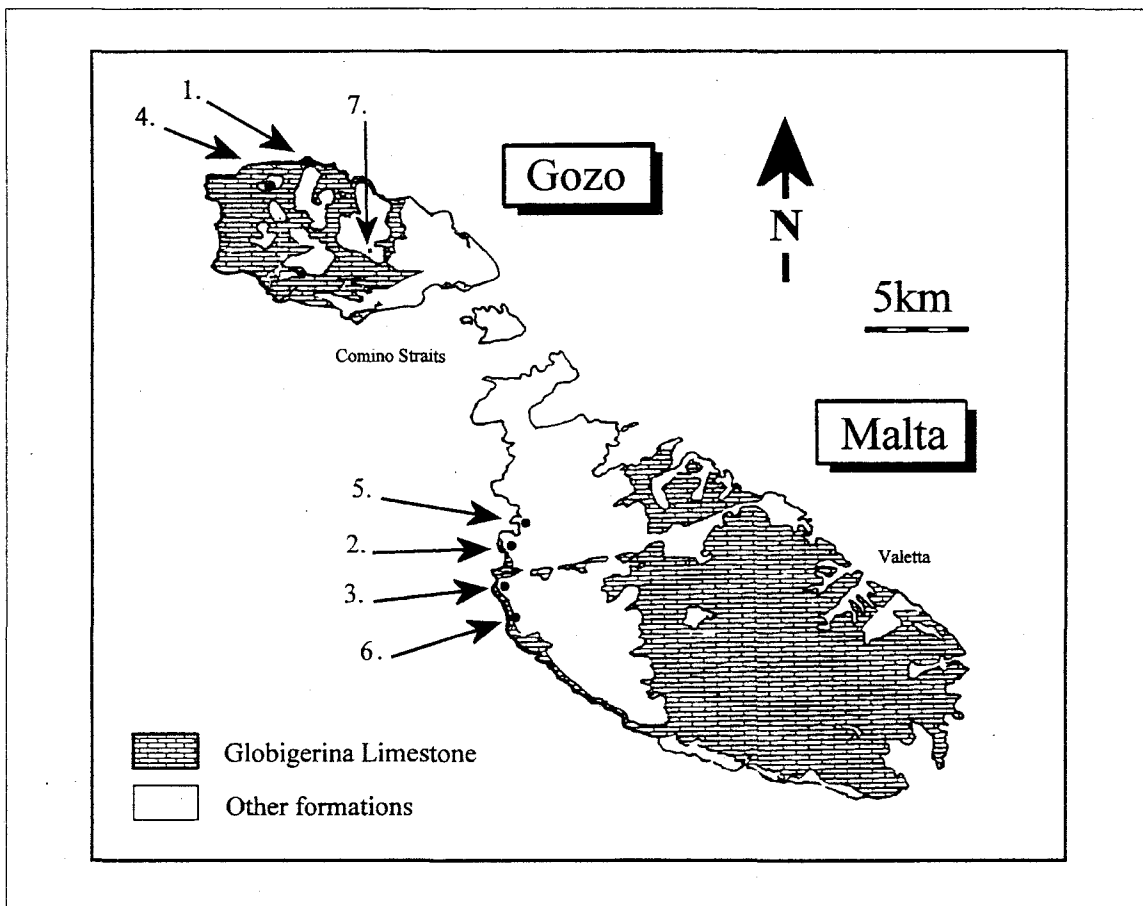 1.
7.
4.
Gozo
N
5km
Comino Straits
Malta
5.
2.
Valetta
3.
6.
Globigerina Limestone
Other formations